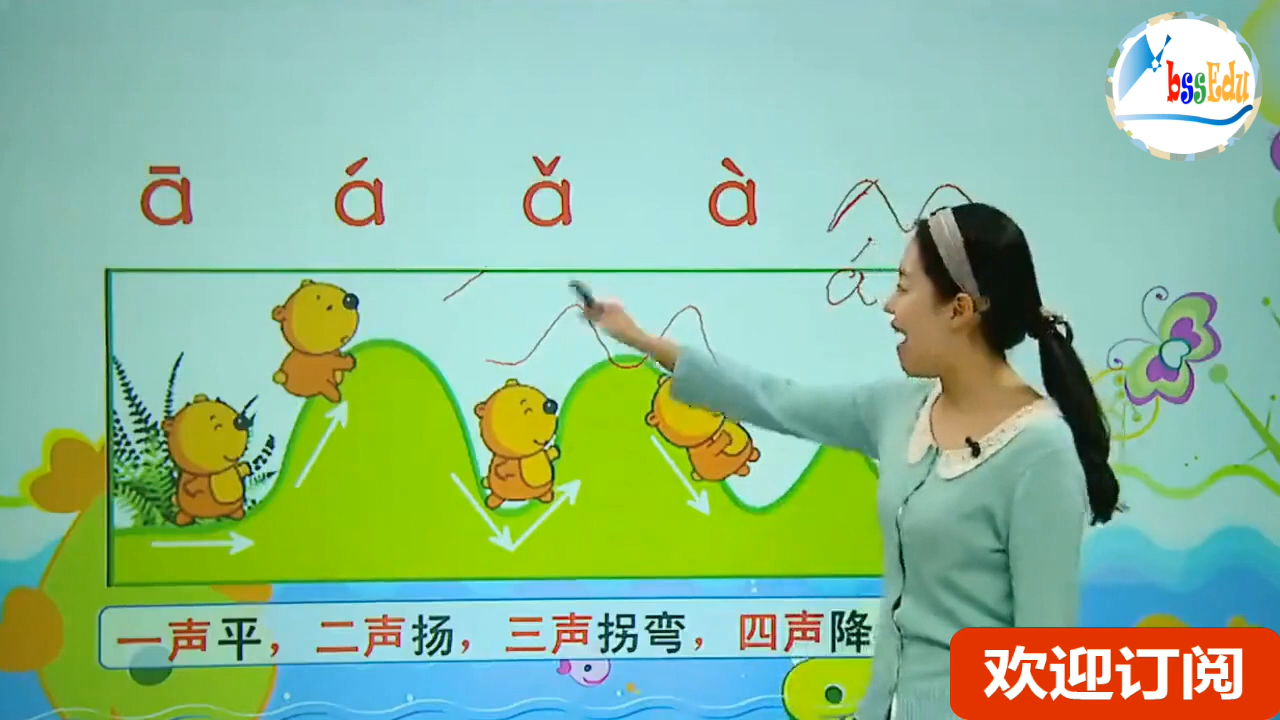 bssEdu
ā á ǎ à
á
一声平，二声扬，三声拐弯，四声降
欢迎订阅